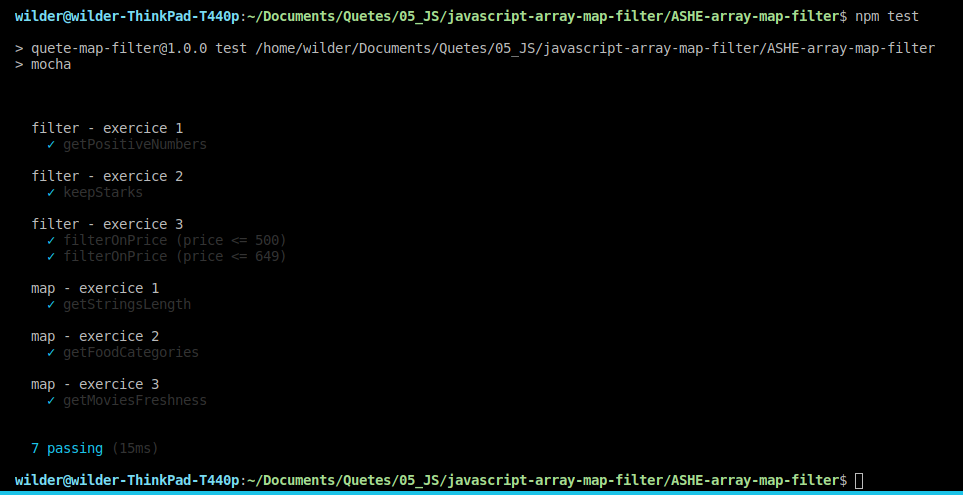 wilder@wilder-ThinkPad-T440p:~/Documents/Quetes/05_JS/javascript-array-map-filter/ASHE-array-map-filter$ npm test
> quete-map-filter@1.0.0 test /home/wilder/Documents/Quetes/05_JS/javascript-array-map-filter/ASHE-array-map-filter
> mocha
filter - exercice 1
✓ getPositiveNumbers
filter - exercice 2
✓ keepStarks
filter - exercice 3
✓ filterOnPrice (price <= 500)
✓ filterOnPrice (price <= 649)
map - exercice 1
✓ getStringsLength
map - exercice 2
✓ getFoodCategories
map - exercice 3
✓ getMoviesFreshness
7 passing (15ms)
wilder@wilder-ThinkPad-T440p:~/Documents/Quetes/05_JS/javascript-array-map-filter/ASHE-array-map-filter$